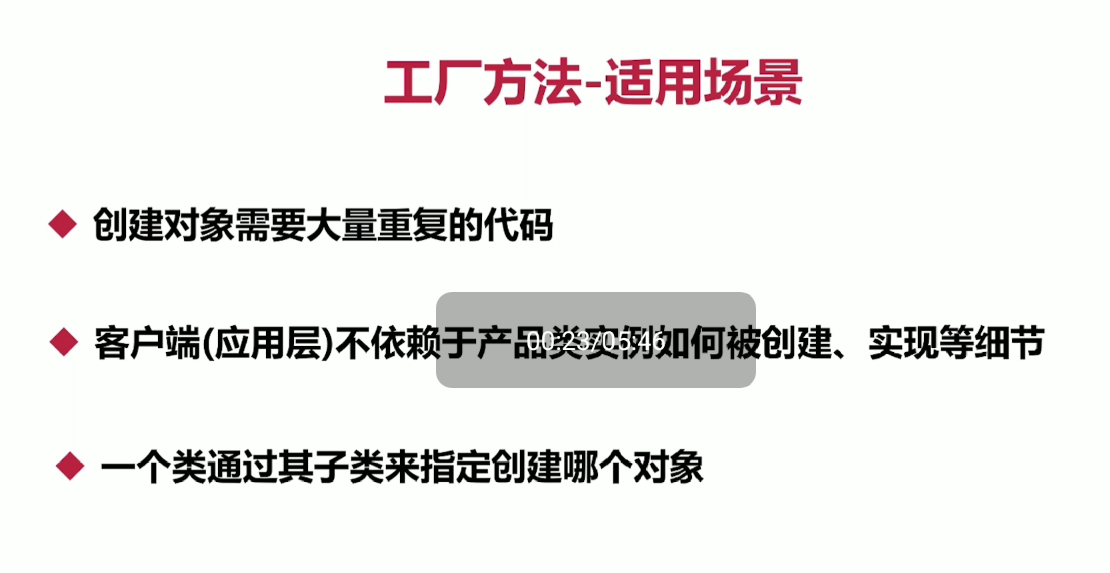 工厂方法-适用场景
创建对象需要大量重复的代码
客户端(应用层)不依赖于产品类实例如何被创建、实现等细节
00:23/05:46
一个类通过其子类来指定创建哪个对象